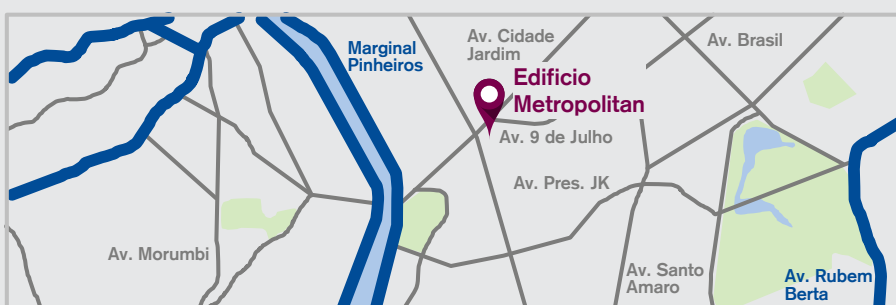 Marginal
Pinheiros
Av. Cidade
Jardim
Av. Brasil
Edificio
Metropolitan
Av. 9 de Julho
Av. Pres. JK
Av. Morumbi
Av. Santo
Amaro
Av. Rubem
Berta